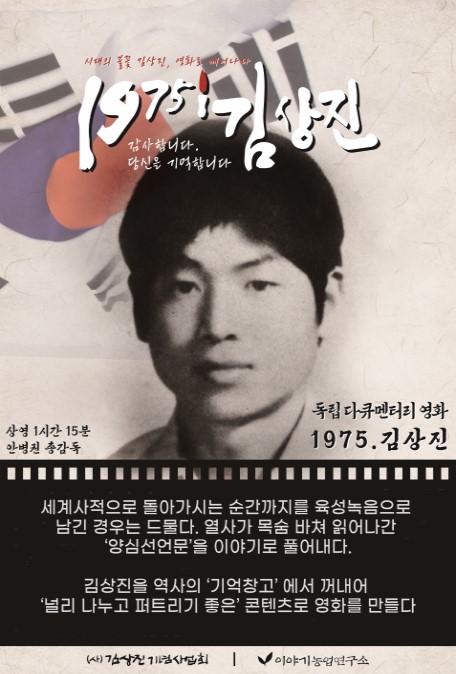 시대의 불꽃 김상진, 영화로 깨어나다
1975. 김상진
감사합니다.
당신을 기억합니다
독립 다큐멘터리 영화
1975.김상진
상영 1시간 15분
안병권 총감독
세계사적으로 돌아가시는 순간까지를 육성녹음으로
남긴 경우는 드물다. 열사가 목숨 바쳐 읽어나간
‘양심선언문’을 이야기로 풀어내다.
김상진을 역사의 ‘기억창고’ 에서 꺼내어
‘널리 나누고 퍼트리기 좋은’ 콘텐츠로 영화를 만들다
(사) 김상진 기념사업회 | 이야기농업연구소